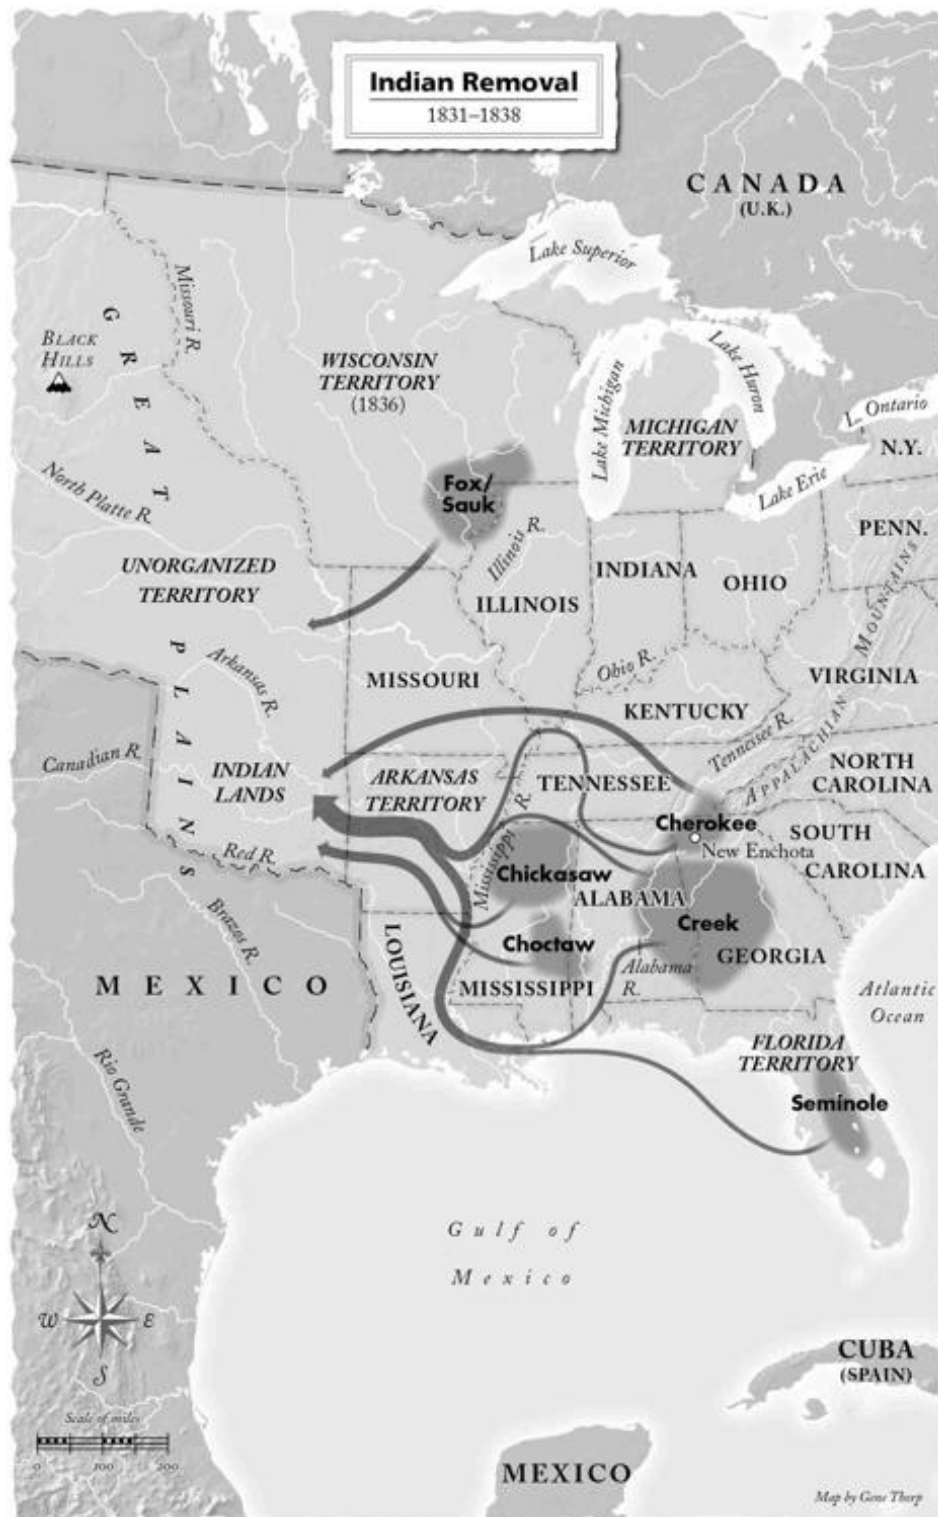 Indian Removal
1831–1838
CANADA
(U.K.)
Lake Superior
Missouri R.
GREAT
BLACK
HILLS
WISCONSIN
TERRITORY
(1836)
Lake Michigan
Lake Huron
MICHIGAN
TERRITORY
L. Ontario
N.Y.
Lake Erie
Fox/
Sauk
North Platte R.
PENN.
Illinois R.
UNORGANIZED
TERRITORY
ILLINOIS
INDIANA
OHIO
APPALACHIAN MOUNTAINS
PLAINS
Arkansas R.
MISSOURI
Ohio R.
VIRGINIA
KENTUCKY
Tennessee R.
Canadian R.
INDIAN
LANDS
ARKANSAS
TERRITORY
TENNESSEE
NORTH
CAROLINA
Mississippi R.
Cherokee
New Enchota
SOUTH
CAROLINA
Red R.
Chickasaw
ALABAMA
Brazos R.
Creek
LOUISIANA
Choctaw
GEORGIA
Alabama
R.
MEXICO
MISSISSIPPI
Atlantic
Ocean
FLORIDA
TERRITORY
Rio Grande
Seminole
N
W E
S
Gulf of
Mexico
CUBA
(SPAIN)
Scale of miles
0 100 200
MEXICO
Map by Gene Thorp